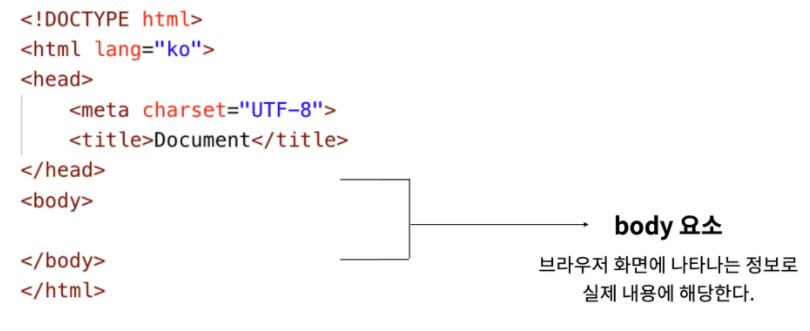 <!DOCTYPE html>
<html lang="ko">
<head>
    <meta charset="UTF-8">
    <title>Document</title>
</head>
<body>
</body>
</html>
body 요소
브라우저 화면에 나타나는 정보로
실제 내용에 해당한다.